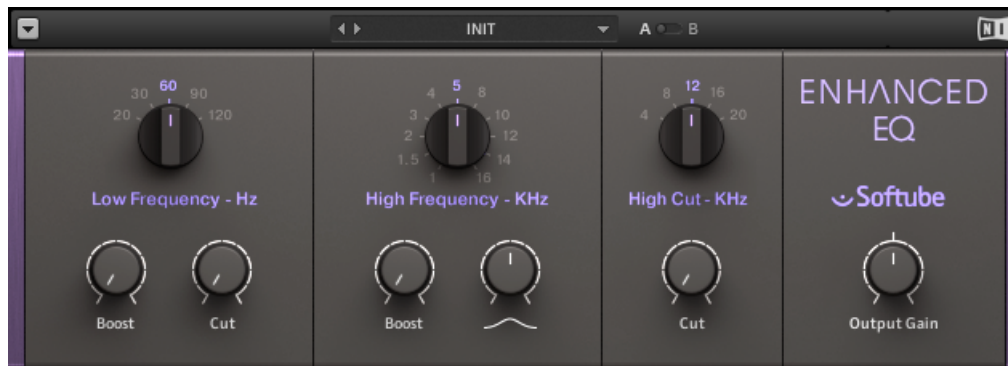 INIT
A B
NI
20 30 60 90 120
Low Frequency - Hz
Boost Cut
1 1.5 2 3 4 5 8 10 12 14 16
High Frequency - KHz
Boost
4 8 12 16 20
High Cut - KHz
Cut
ENHANCED
EQ
Softube
Output Gain